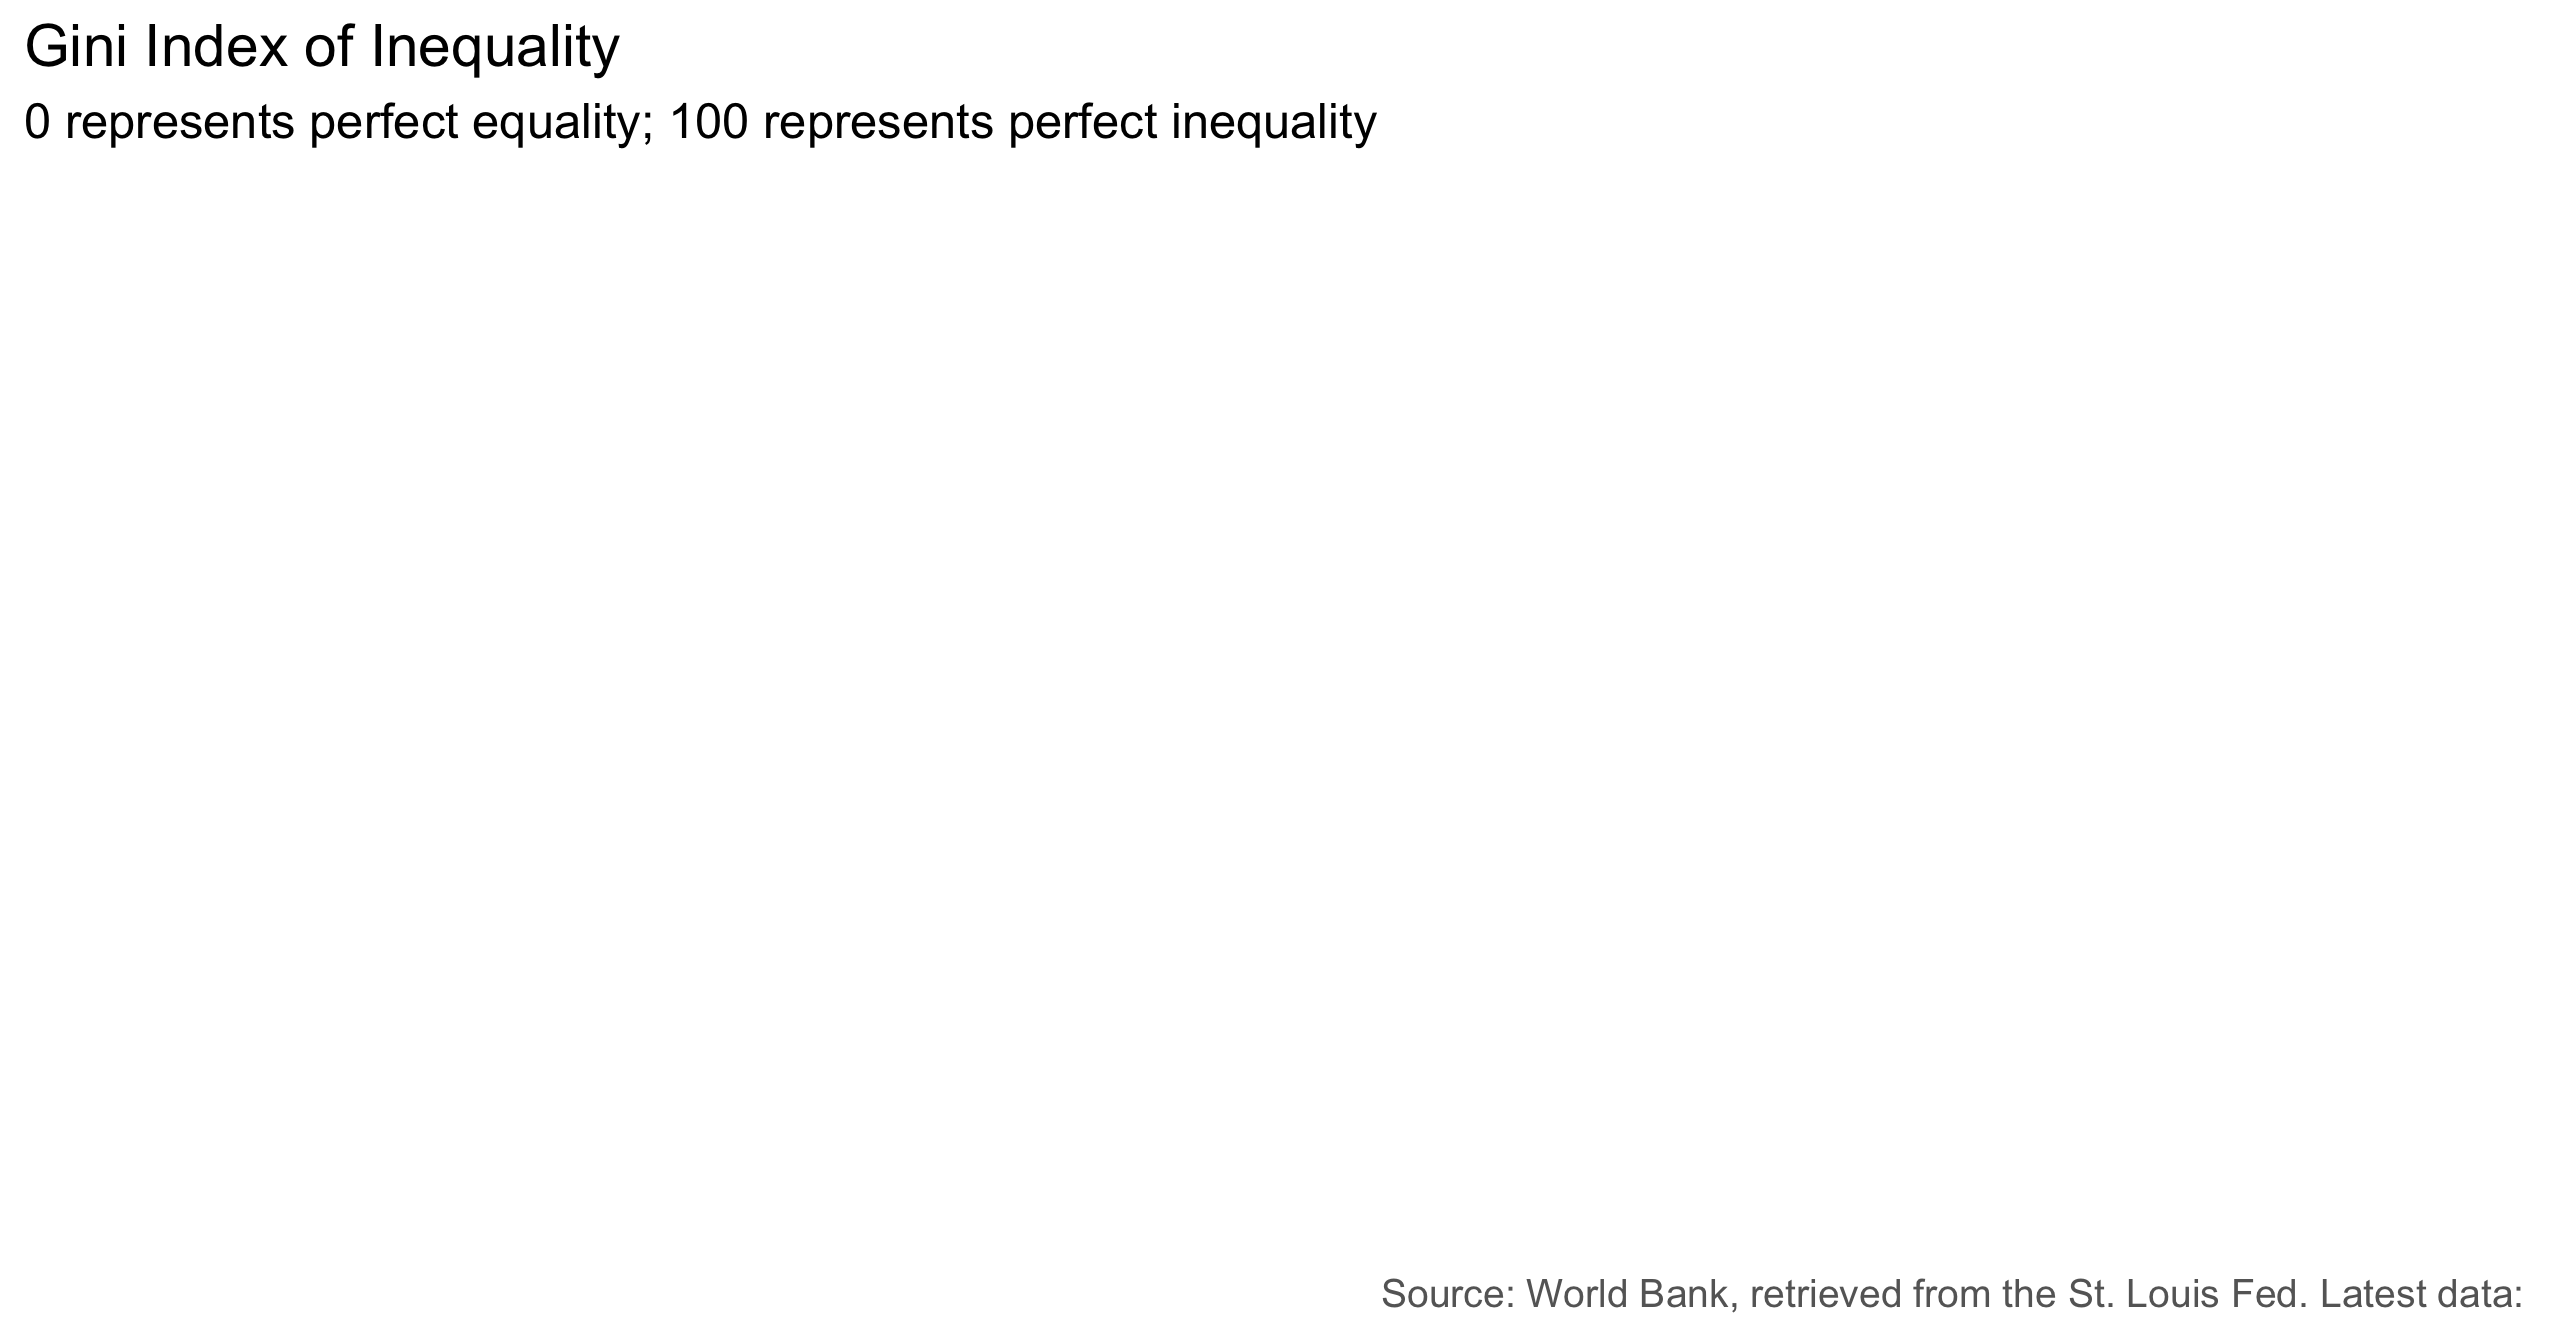 Gini Index of Inequality
0 represents perfect equality; 100 represents perfect inequality
Source: World Bank, retrieved from the St. Louis Fed. Latest data: